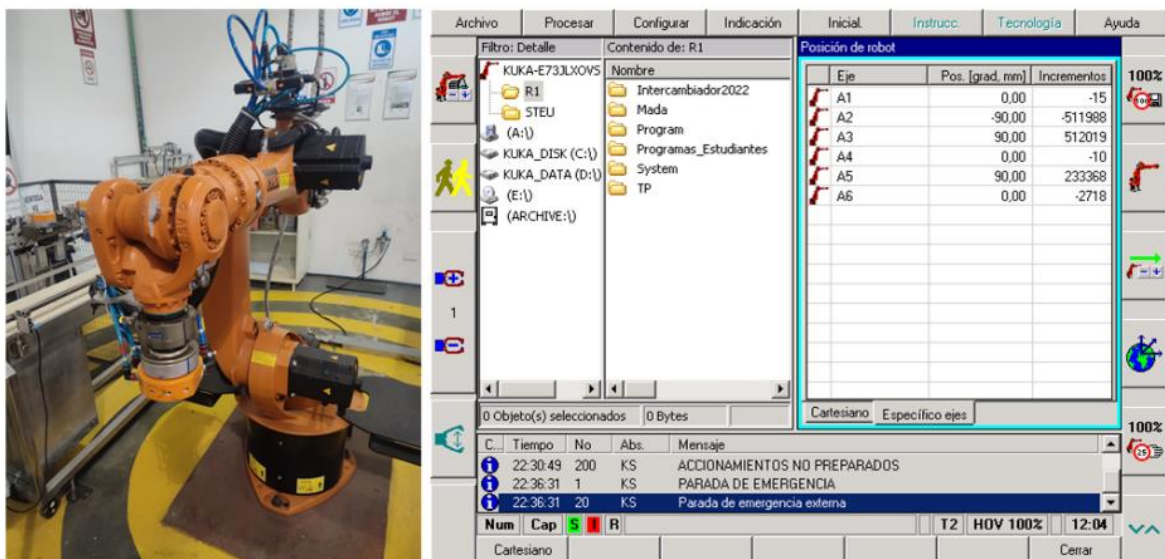 VENTOSA
Archivo Procesar Configurar Indicación Inicial. Instrucc. Tecnología Ayuda
Filtro: Detalle Contenido de: R1 Posición de robot
KUKA-E73JLXOVS
R1
STEU
(A:\)
KUKA_DISK (C:\)
KUKA_DATA (D:\)
(E:\)
(ARCHIVE:\)
Nombre
Intercambiador2022
Mada
Program
Programas_Estudiantes
System
TP
Eje Pos. [grad, mm] Incrementos
A1 0,00 -15
A2 -90,00 -511988
A3 90,00 512019
A4 0,00 -10
A5 90,00 233368
A6 0,00 -2718
Cartesiano Específico ejes
100%
100
1
100%
25
0 Objeto(s) seleccionados 0 Bytes
C... Tiempo No Abs. Mensaje
22:30:49 200 KS ACCIONAMIENTOS NO PREPARADOS
22:36:31 1 KS PARADA DE EMERGENCIA
22:36:31 20 KS Parada de emergencia externa
Num Cap S I R T2 HOV 100% 12:04
Cartesiano Cerrar